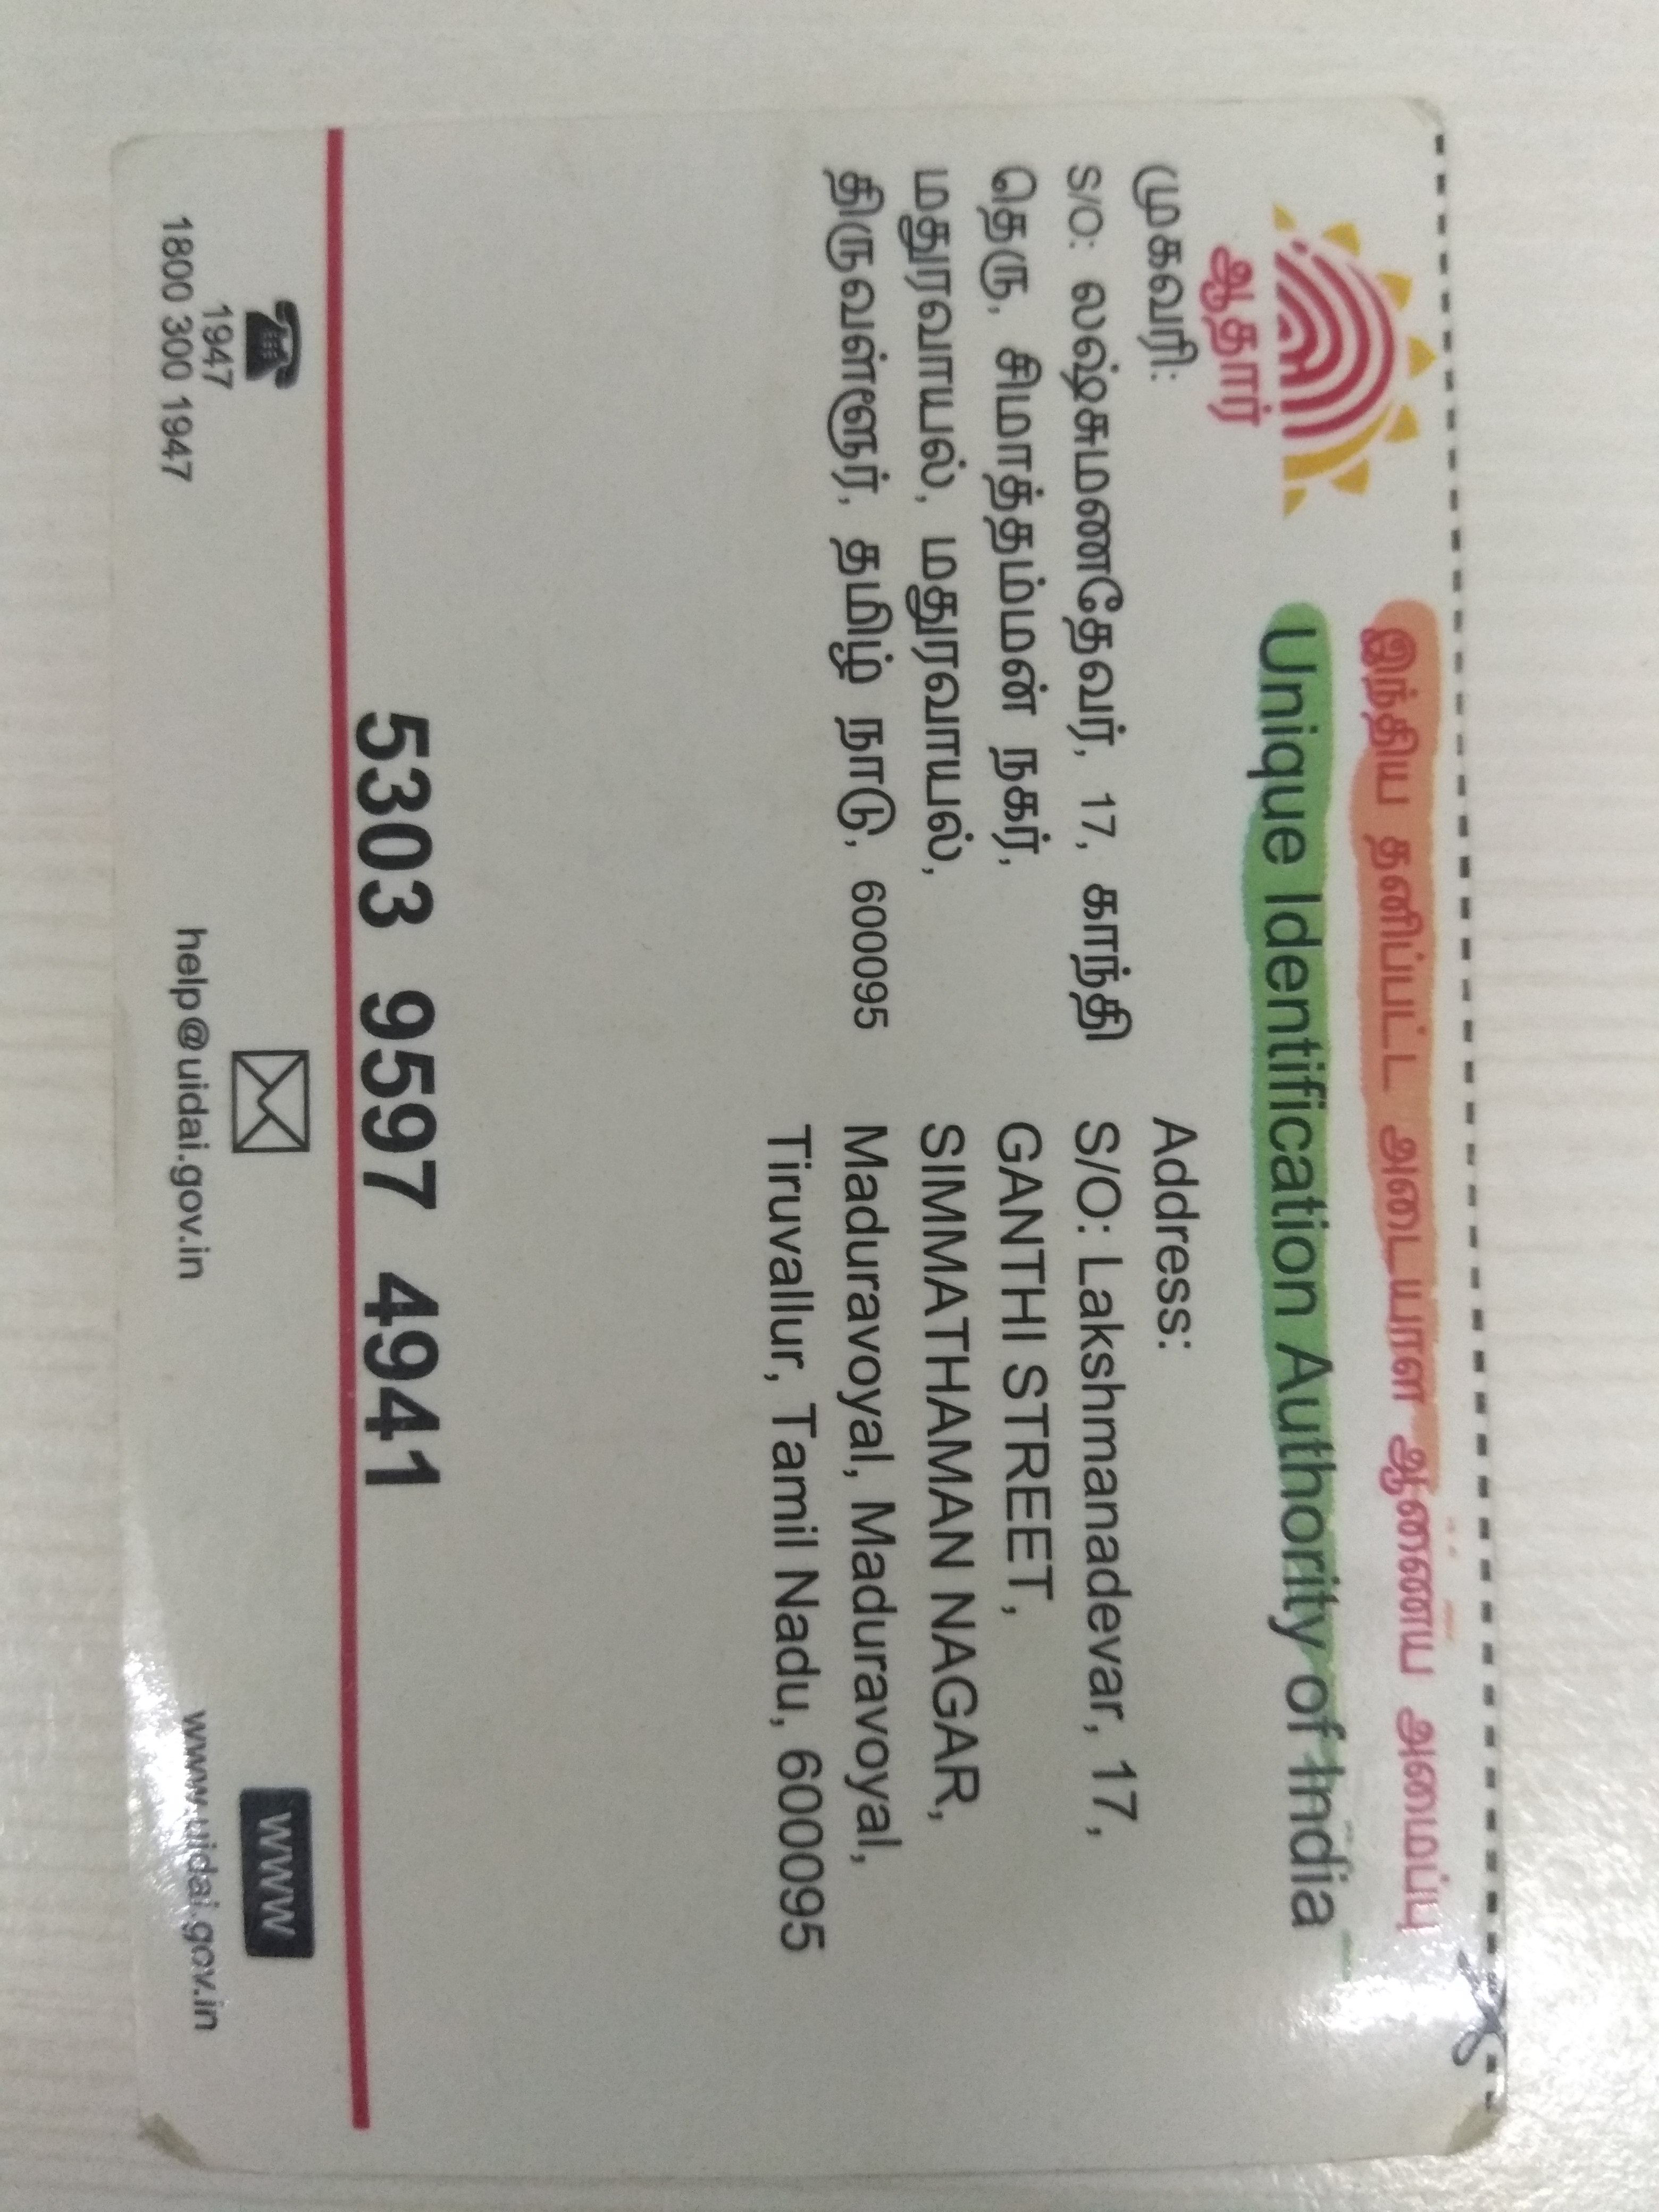 ஆதார்
இந்திய தனிப்பட்ட அடையாள ஆணைய அமைப்பு
Unique Identification Authority of India
முகவரி:
S/O: லஷ்சுமணதேவர், 17, காந்தி
தெரு, சிமாத்தம்மன் நகர்,
மதுரவாயல், மதுரவாயல்,
திருவள்ளூர், தமிழ் நாடு, 600095
Address:
S/O: Lakshmanadevar, 17,
GANTHI STREET,
SIMMATHAMAN NAGAR,
Maduravoyal, Maduravoyal,
Tiruvallur, Tamil Nadu, 600095
5303 9597 4941
1947
1800 300 1947
help@uidai.gov.in
www
www.uidai.gov.in